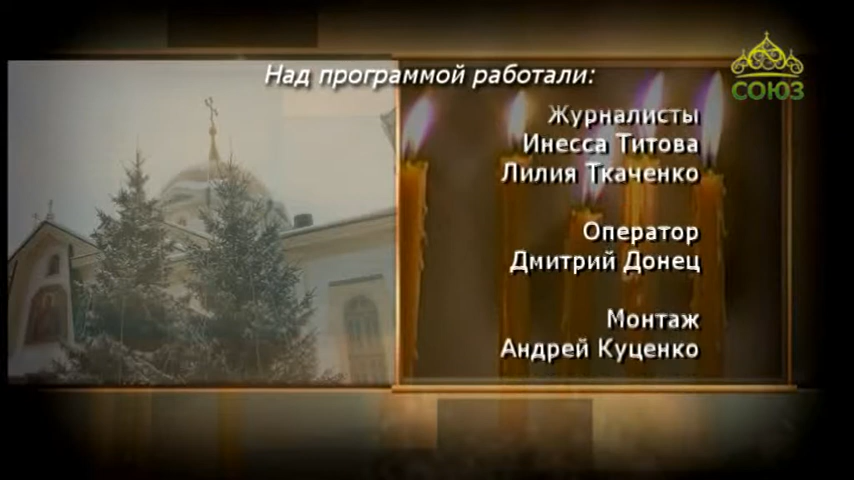 Над программой работали:
СОЮЗ
Журналисты
Инесса Титова
Лилия Ткаченко
Оператор
Дмитрий Донец
Монтаж
Андрей Куценко